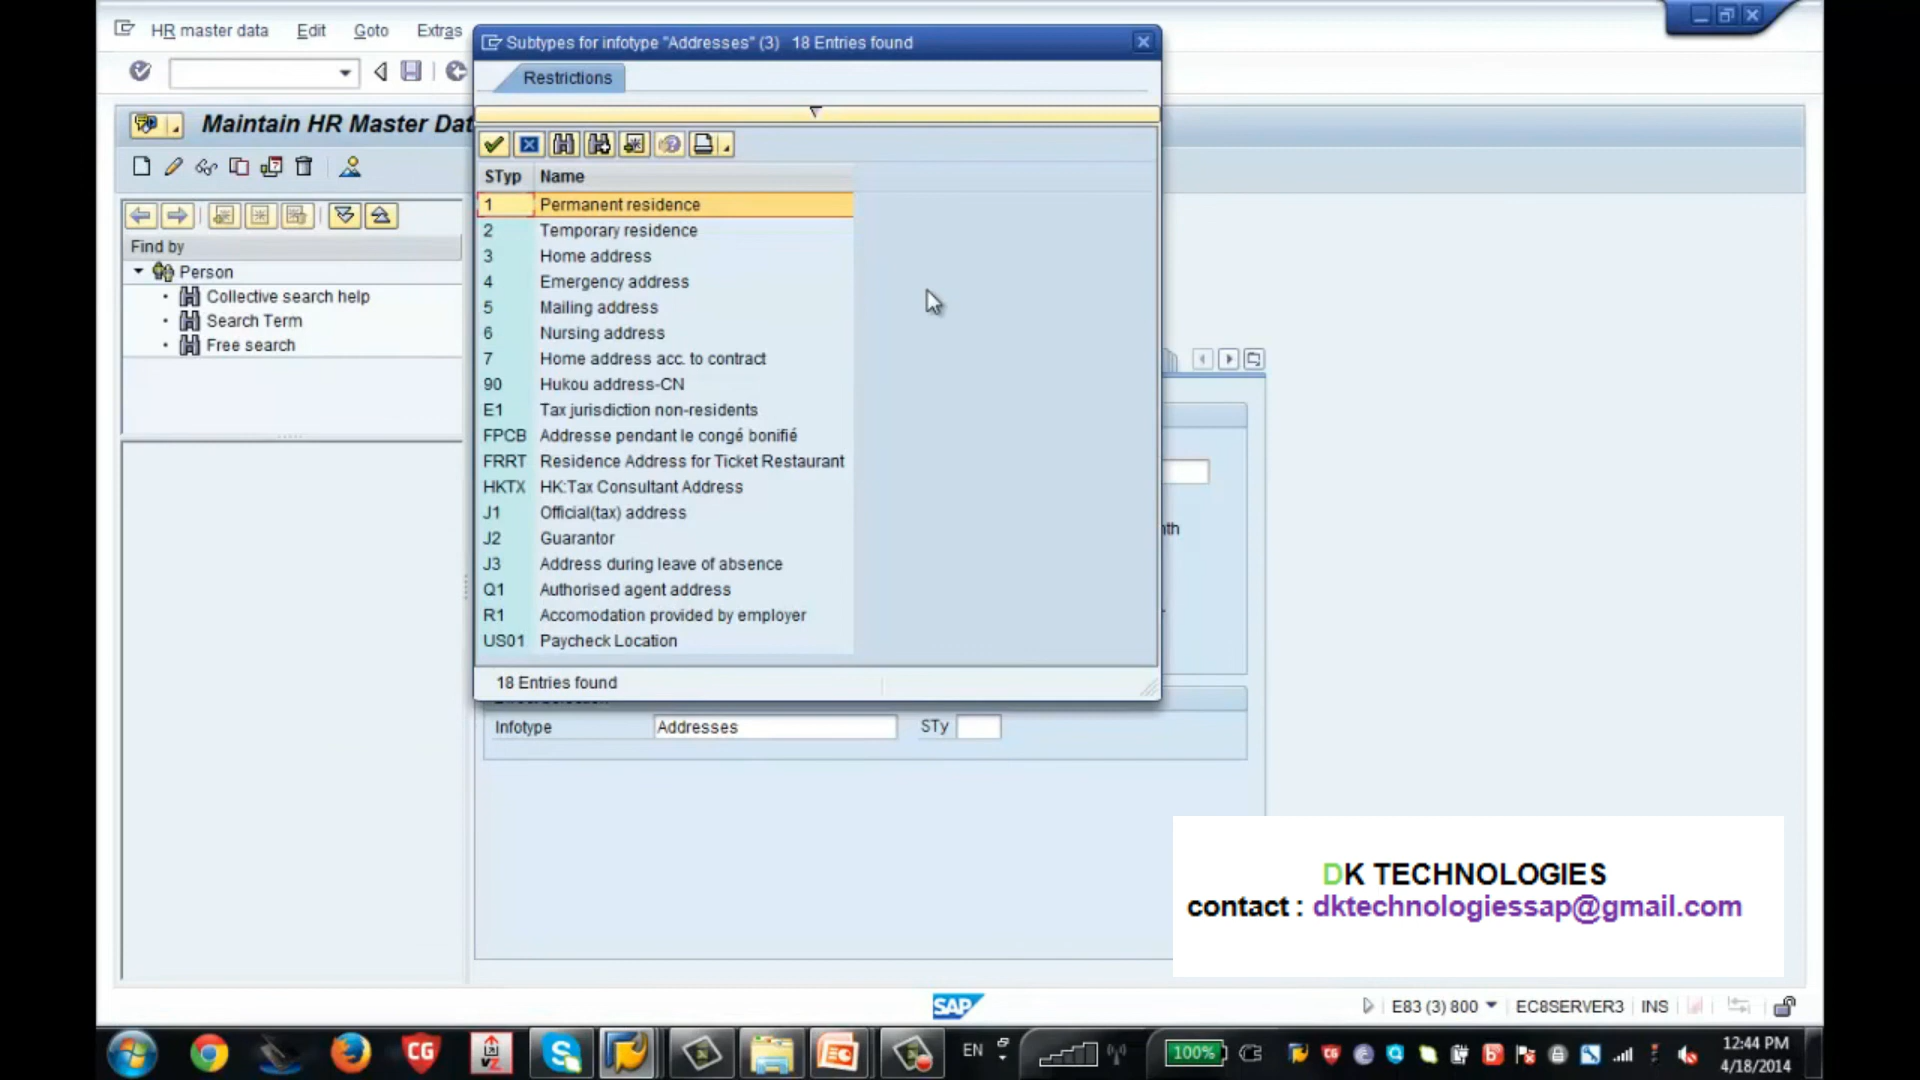 HR master data Edit Goto Extras
Subtypes for infotype "Addresses" (3) 18 Entries found
Restrictions
Maintain HR Master Dat
STyp Name
1 Permanent residence
2 Temporary residence
3 Home address
4 Emergency address
5 Mailing address
6 Nursing address
7 Home address acc. to contract
90 Hukou address-CN
E1 Tax jurisdiction non-residents
FPCB Addresse pendant le congé bonifié
FRRT Residence Address for Ticket Restaurant
HKTX HK:Tax Consultant Address
J1 Official(tax) address
J2 Guarantor
J3 Address during leave of absence
Q1 Authorised agent address
R1 Accomodation provided by employer
US01 Paycheck Location
18 Entries found
Find by
Person
Collective search help
Search Term
Free search
nth
Infotype Addresses STy
DK TECHNOLOGIES
contact : dktechnologiessap@gmail.com
SAP
E83 (3) 800 EC8SERVER3 INS
CG
EN
100%
12:44 PM
4/18/2014